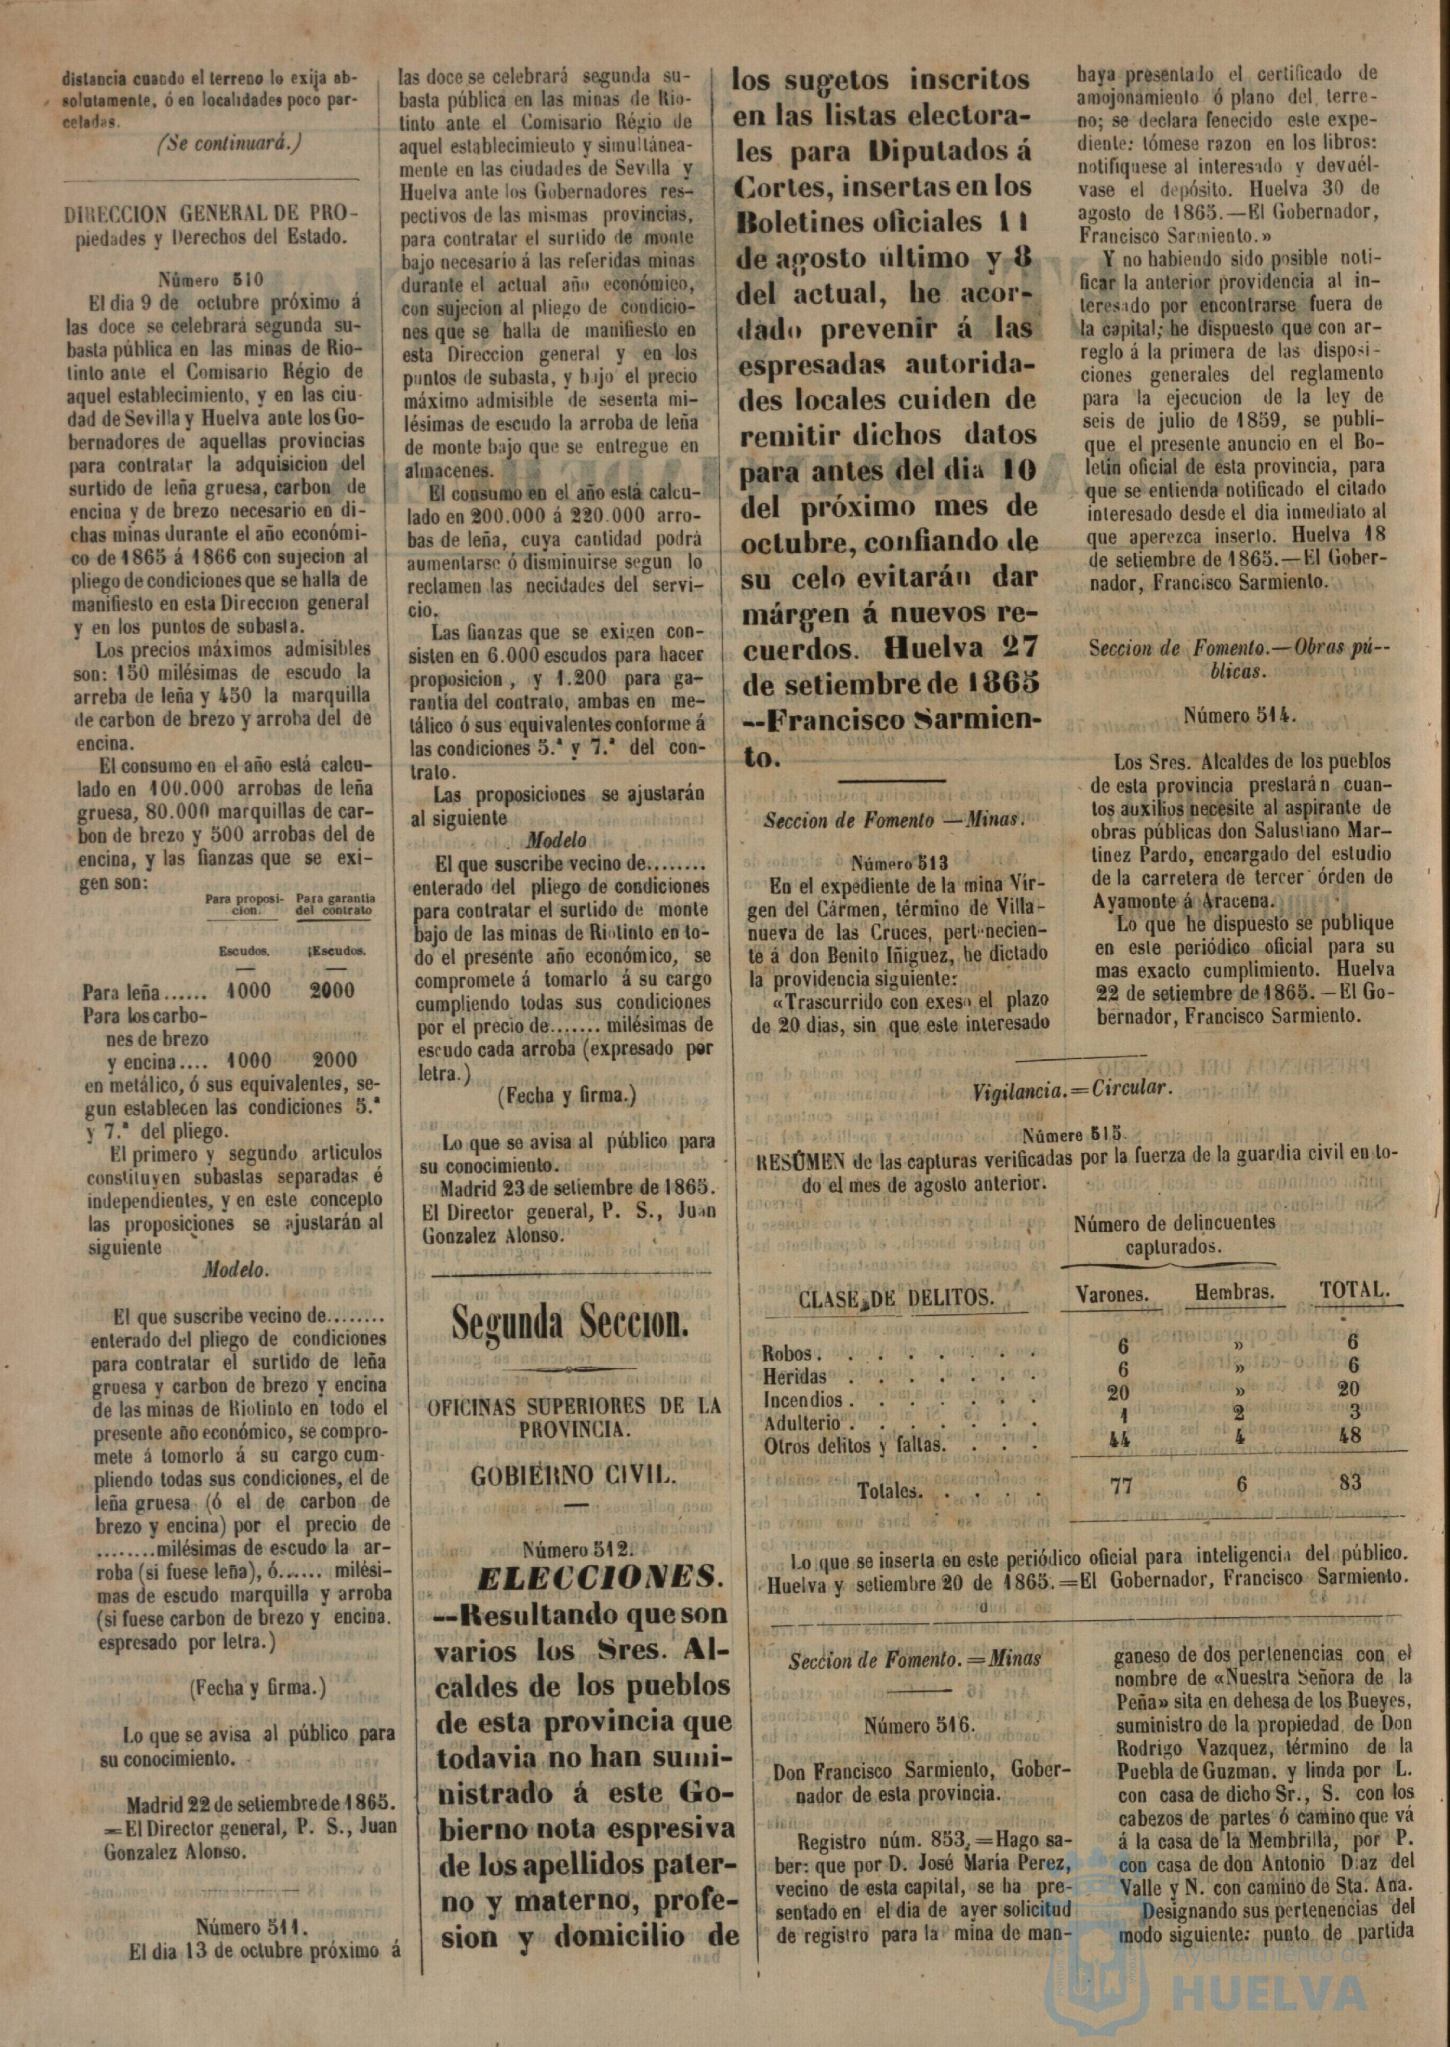 distancia cuando el terreno lo exija ab-
solutamente, ó en localidades poco par-
celadas.
(Se continuará.)
DIRECCION GENERAL DE PRO-
piedades y Derechos del Estado.
Número 510
El dia 9 de octubre próximo á
las doce se celebrará segunda su-
basta pública en las minas de Rio-
tinto ante el Comisario Régio de
aquel establecimiento, y en las ciu-
dad de Sevilla y Huelva ante los Go-
bernadores de aquellas provincias
para contratar la adquisicion del
surtido de leña gruesa, carbon de
encina y de brezo necesario en di-
chas minas durante el año económi-
co de 1865 á 1866 con sujecion al
pliego de condiciones que se halla de
manifiesto en esta Direccion general
y en los puntos de subasta.
Los precios máximos admisibles
son: 150 milésimas de escudo la
arreba de leña y 450 la marquilla
de carbon de brezo y arroba del de
encina.
El consumo en el año está calcu-
lado en 100.000 arrobas de leña
gruesa, 80.000 marquillas de car-
bon de brezo y 500 arrobas del de
encina, y las fianzas que se exi-
gen son:
Para proposi- Para garantia
cion. del contrato
Escudos. ¡Escudos.
Para leña...... 1000 2000
Para los carbo-
nes de brezo
y encina.... 1000 2000
en metálico, ó sus equivalentes, se-
gun establecen las condiciones 5.ª
y 7.ª del pliego.
El primero y segundo articulos
constituyen subastas separadas é
independientes, y en este concepto
las proposiciones se ajustarán al
siguiente
Modelo.
El que suscribe vecino de........
enterado del pliego de condiciones
para contratar el surtido de leña
gruesa y carbon de brezo y encina
de las minas de Riotinto en todo el
presente año económico, se compro-
mete á tomorlo á su cargo cum-
pliendo todas sus condiciones, el de
leña gruesa (ó el de carbon de
brezo y encina) por el precio de
........milésimas de escudo la ar-
roba (si fuese leña), ó...... milési-
mas de escudo marquilla y arroba
(si fuese carbon de brezo y encina.
espresado por letra.)
(Fecha y firma.)
Lo que se avisa al público para
su conocimiento.
Madrid 22 de setiembre de 1865.
=El Director general, P. S., Juan
Gonzalez Alonso.
Número 511.
El dia 13 de octubre próximo á
las doce se celebrará segunda su-
basta pública en las minas de Rio-
tinto ante el Comisario Régio de
aquel establecimieuto y simultánea-
mente en las ciudades de Sevilla y
Huelva ante los Gobernadores res-
pectivos de las mismas provincias,
para contratar el surtido de monte
bajo necesario á las referidas minas
durante el actual año económico,
con sujecion al pliego de condicio-
nes que se halla de manifiesto en
esta Direccion general y en los
puntos de subasta, y bajo el precio
máximo admisible de sesenta mi-
lésimas de escudo la arroba de leña
de monte bajo que se entregue en
almacenes.
El consumo en el año está calcu-
lado en 200.000 á 220.000 arro-
bas de leña, cuya cantidad podrá
aumentarse ó disminuirse segun lo
reclamen las necidades del servi-
cio.
Las fianzas que se exigen con-
sisten en 6.000 escudos para hacer
proposicion, y 1.200 para ga-
rantia del contrato, ambas en me-
tálico ó sus equivalentes conforme á
las condiciones 5.ª y 7.ª del con-
trato.
Las proposiciones se ajustarán
al siguiente
Modelo
El que suscribe vecino de........
enterado del pliego de condiciones
para contratar el surtido de monte
bajo de las minas de Riotinto en to-
do el presente año económico, se
compromete á tomarlo á su cargo
cumpliendo todas sus condiciones
por el precio de....... milésimas de
escudo cada arroba (expresado por
letra.)
(Fecha y firma.)
Lo que se avisa al público para
su conocimiento.
Madrid 23 de setiembre de 1865.
El Director general, P. S., Juan
Gonzalez Alonso.
Segunda Seccion.
OFICINAS SUPERIORES DE LA
PROVINCIA.
GOBIERNO CIVIL.
Número 512.
ELECCIONES.
--Resultando que son
varios los Sres. Al-
caldes de los pueblos
de esta provincia que
todavia no han sumi-
nistrado á este Go-
bierno nota espresiva
de los apellidos pater-
no y materno, profe-
sion y domicilio de
los sugetos inscritos
en las listas electora-
les para Diputados á
Cortes, insertas en los
Boletines oficiales 11
de agosto último y 8
del actual, he acor-
dado prevenir á las
espresadas autorida-
des locales cuiden de
remitir dichos datos
para antes del dia 10
del próximo mes de
octubre, confiando de
su celo evitarán dar
márgen á nuevos re-
cuerdos. Huelva 27
de setiembre de 1865
--Francisco Sarmien-
to.
Seccion de Fomento —Minas.
Número 513
En el expediente de la mina Vír-
gen del Cármen, término de Villa-
nueva de las Cruces, pertenecien-
te á don Benito Iñiguez, he dictado
la providencia siguiente:
«Trascurrido con exeso el plazo
de 20 dias, sin que este interesado
haya presentado el certificado de
amojonamiento ó plano del terre-
no; se declara fenecido este expe-
diente: tómese razon en los libros:
notifiquese al interesado y devuél-
vase el depósito. Huelva 30 de
agosto de 1865.—El Gobernador,
Francisco Sarmiento.»
Y no habiendo sido posible noti-
ficar la anterior providencia al in-
teresado por encontrarse fuera de
la capital; he dispuesto que con ar-
reglo á la primera de las disposi-
ciones generales del reglamento
para la ejecucion de la ley de
seis de julio de 1859, se publi-
que el presente anuncio en el Bo-
letin oficial de esta provincia, para
que se entienda notificado el citado
interesado desde el dia inmediato al
que aperezca inserto. Huelva 18
de setiembre de 1865.—El Gober-
nador, Francisco Sarmiento.
Seccion de Fomento.—Obras pú--
blicas.
Número 514.
Los Sres. Alcaldes de los pueblos
de esta provincia prestarán cuan-
tos auxilios necesite al aspirante de
obras públicas don Salustiano Mar-
tinez Pardo, encargado del estudio
de la carretera de tercer órden de
Ayamonte á Aracena.
Lo que he dispuesto se publique
en este periódico oficial para su
mas exacto cumplimiento. Huelva
22 de setiembre de 1865. —El Go-
bernador, Francisco Sarmiento.
Vigilancia.=Circular.
Númere 515.
RESÚMEN de las capturas verificadas por la fuerza de la guardia civil en to-
do el mes de agosto anterior.
Número de delincuentes
capturados.
CLASE DE DELITOS. Varones. Hembras. TOTAL.
Robos. . . . . . . . 6 » 6
Heridas . . . . . . . 6 » 6
Incendios . . . . . . . 20 » 20
Adulterio . . . . . . . 1 2 3
Otros delitos y faltas. . . . 44 4 48
Totales. . . . . 77 6 83
Lo que se inserta en este periódico oficial para inteligencia del público.
Huelva y setiembre 20 de 1865.=El Gobernador, Francisco Sarmiento.
Seccion de Fomento.=Minas
Número 516.
Don Francisco Sarmiento, Gober-
nador de esta provincia.
Registro núm. 853.=Hago sa-
ber: que por D. José María Perez,
vecino de esta capital, se ha pre-
sentado en el dia de ayer solicitud
de registro para la mina de man-
ganeso de dos pertenencias con el
nombre de «Nuestra Señora de la
Peña» sita en dehesa de los Bueyes,
suministro de la propiedad de Don
Rodrigo Vazquez, término de la
Puebla de Guzman, y linda por L.
con casa de dicho Sr., S. con los
cabezos de partes ó camino que vá
á la casa de la Membrilla, por P.
con casa de don Antonio Diaz del
Valle y N. con camino de Sta. Ana.
Designando sus pertenencias del
modo siguiente: punto de partida
Ayuntamiento de
HUELVA